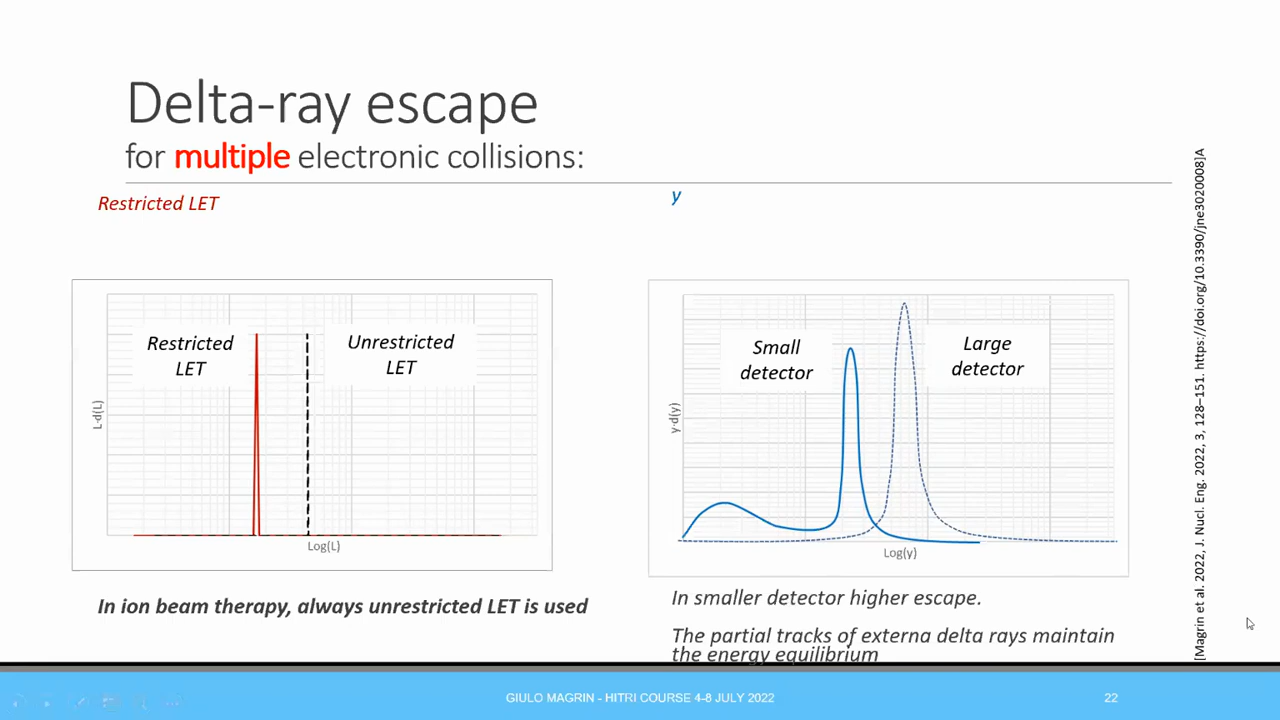 Delta-ray escape
for multiple electronic collisions:
Restricted LET
Restricted
LET
Unrestricted
LET
L·d(L)
Log(L)
In ion beam therapy, always unrestricted LET is used
y
Small
detector
Large
detector
y·d(y)
Log(y)
In smaller detector higher escape.
The partial tracks of externa delta rays maintain
the energy equilibrium
[Magrin et al. 2022, J. Nucl. Eng. 2022, 3, 128–151. https://doi.org/10.3390/jne3020008]A
GIULO MAGRIN - HITRI COURSE 4-8 JULY 2022
22